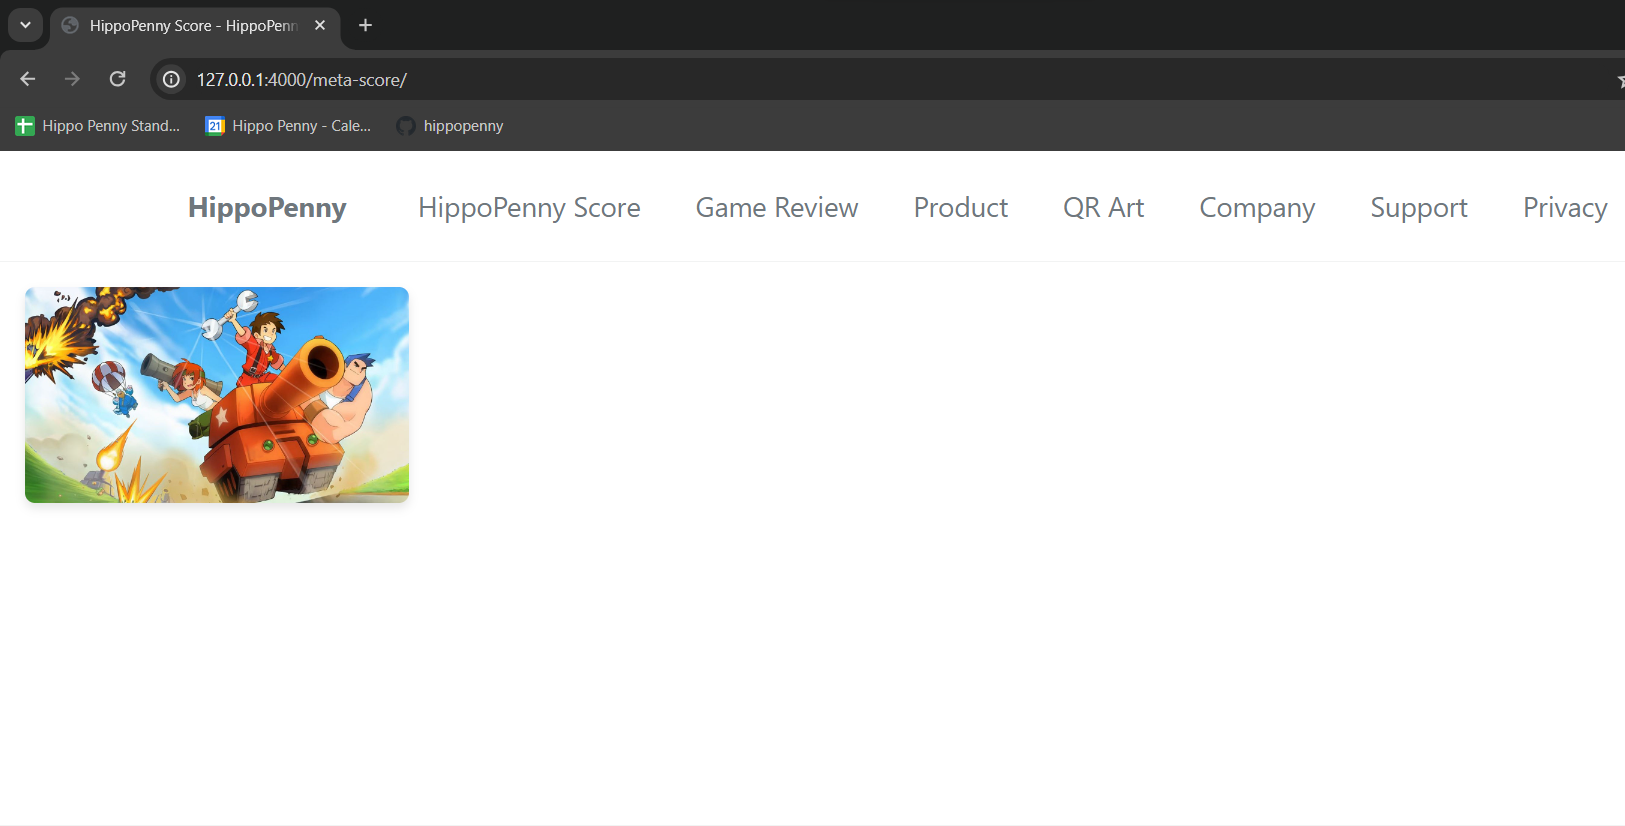 HippoPenny Score - HippoPenn
127.0.0.1:4000/meta-score/
Hippo Penny Stand... 21 Hippo Penny - Cale... hippopenny
HippoPenny HippoPenny Score Game Review Product QR Art Company Support Privacy